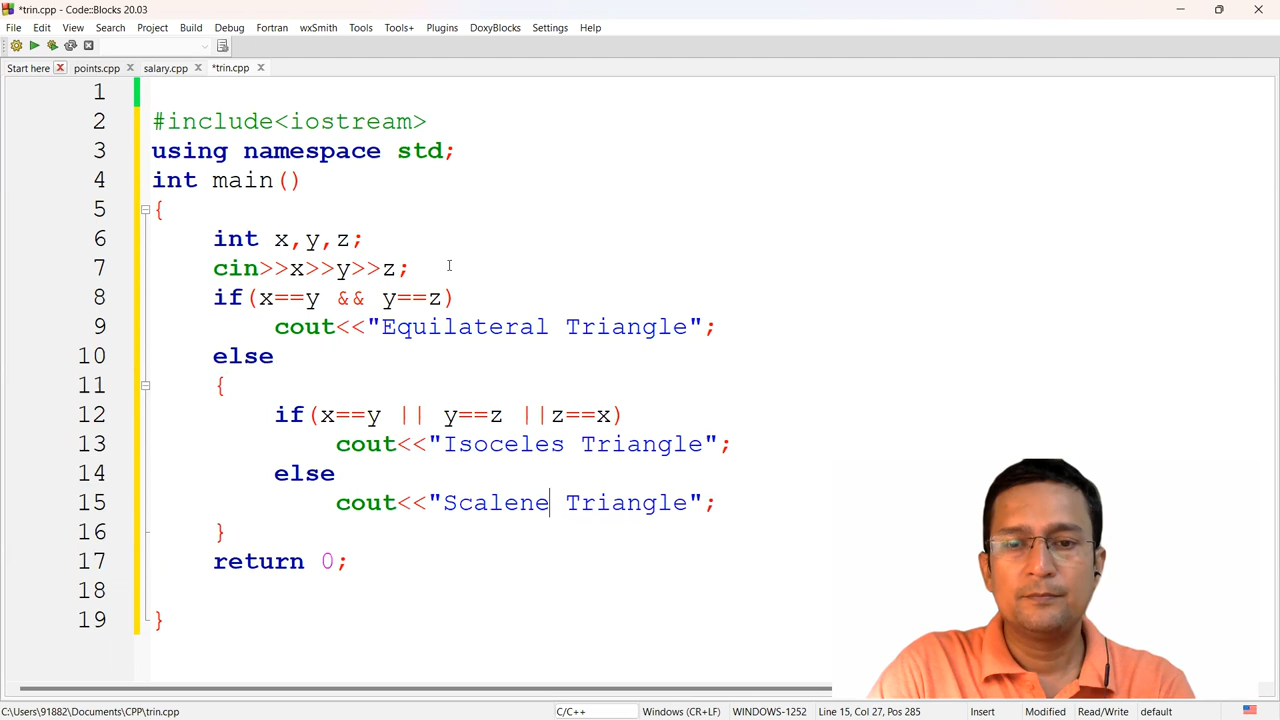 *trin.cpp - Code::Blocks 20.03
File Edit View Search Project Build Debug Fortran wxSmith Tools Tools+ Plugins DoxyBlocks Settings Help
Start here points.cpp salary.cpp *trin.cpp
1
2 #include<iostream>
3 using namespace std;
4 int main()
5 {
6 int x,y,z;
7 cin>>x>>y>>z;
8 if(x==y && y==z)
9 cout<<"Equilateral Triangle";
10 else
11 {
12 if(x==y || y==z ||z==x)
13 cout<<"Isoceles Triangle";
14 else
15 cout<<"Scalene Triangle";
16 }
17 return 0;
18
19 }
C:\Users\91882\Documents\CPP\trin.cpp C/C++ Windows (CR+LF) WINDOWS-1252 Line 15, Col 27, Pos 285 Insert Modified Read/Write default